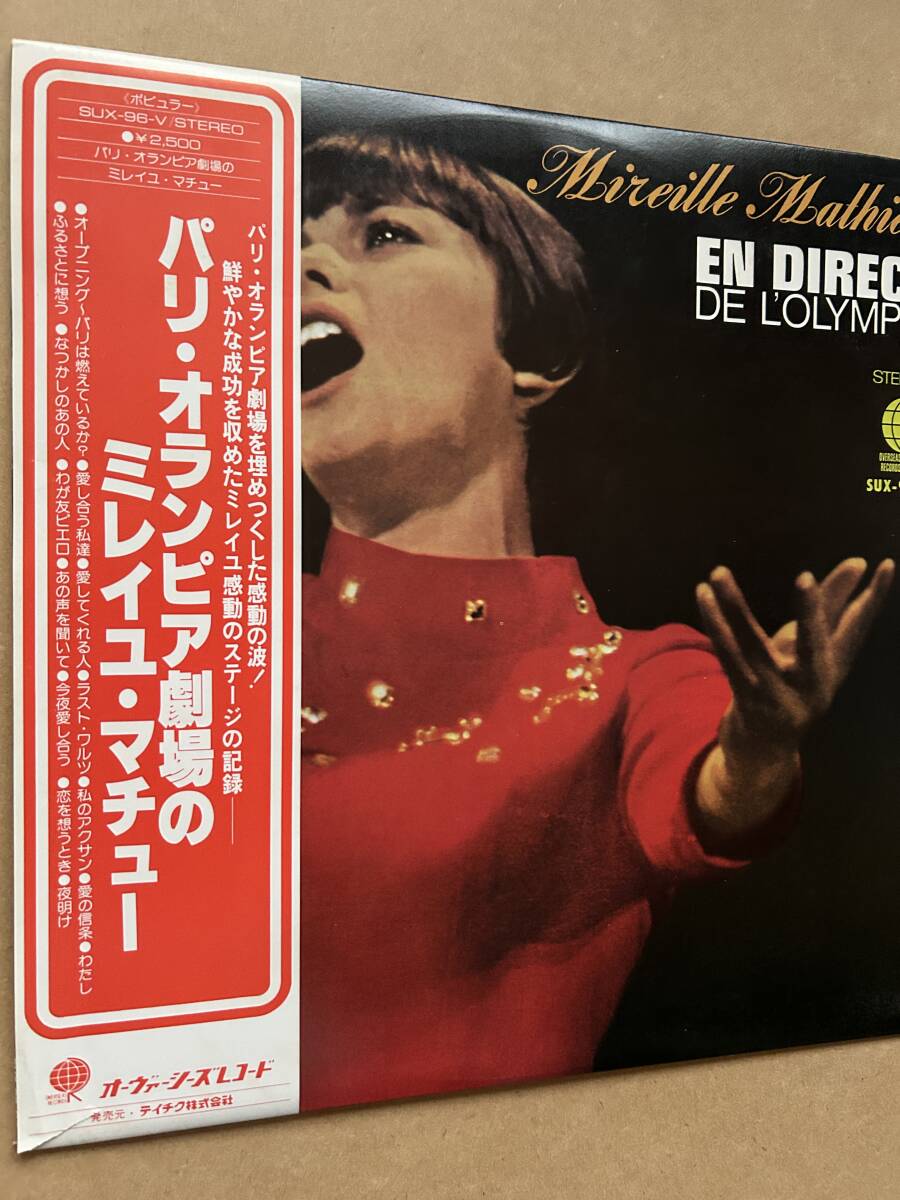 《ポピュラー》
SUX-96-V/STEREO
●¥2,500
パリ・オランピア劇場の
ミレイユ・マチュー
パリ・オランピア劇場を埋めつくした感動の波!
鮮やかな成功を収めたミレイユ感動のステージの記録──
パリ・オランピア劇場の
ミレイユ・マチュー
●オープニング〜パリは燃えているか?●愛し合う私達●愛してくれる人●ラスト・ワルツ●私のアクサン●愛の信条●わたし
●ふるさとに想う●なつかしのあの人●わが友ピエロ●あの声を聞いて●今夜愛し合う●恋を想うとき●夜明け
オーヴァーシーズレコード
発売元・テイチク株式会社
Mireille Mathie
EN DIREC
DE L'OLYMP
STE
SUX-